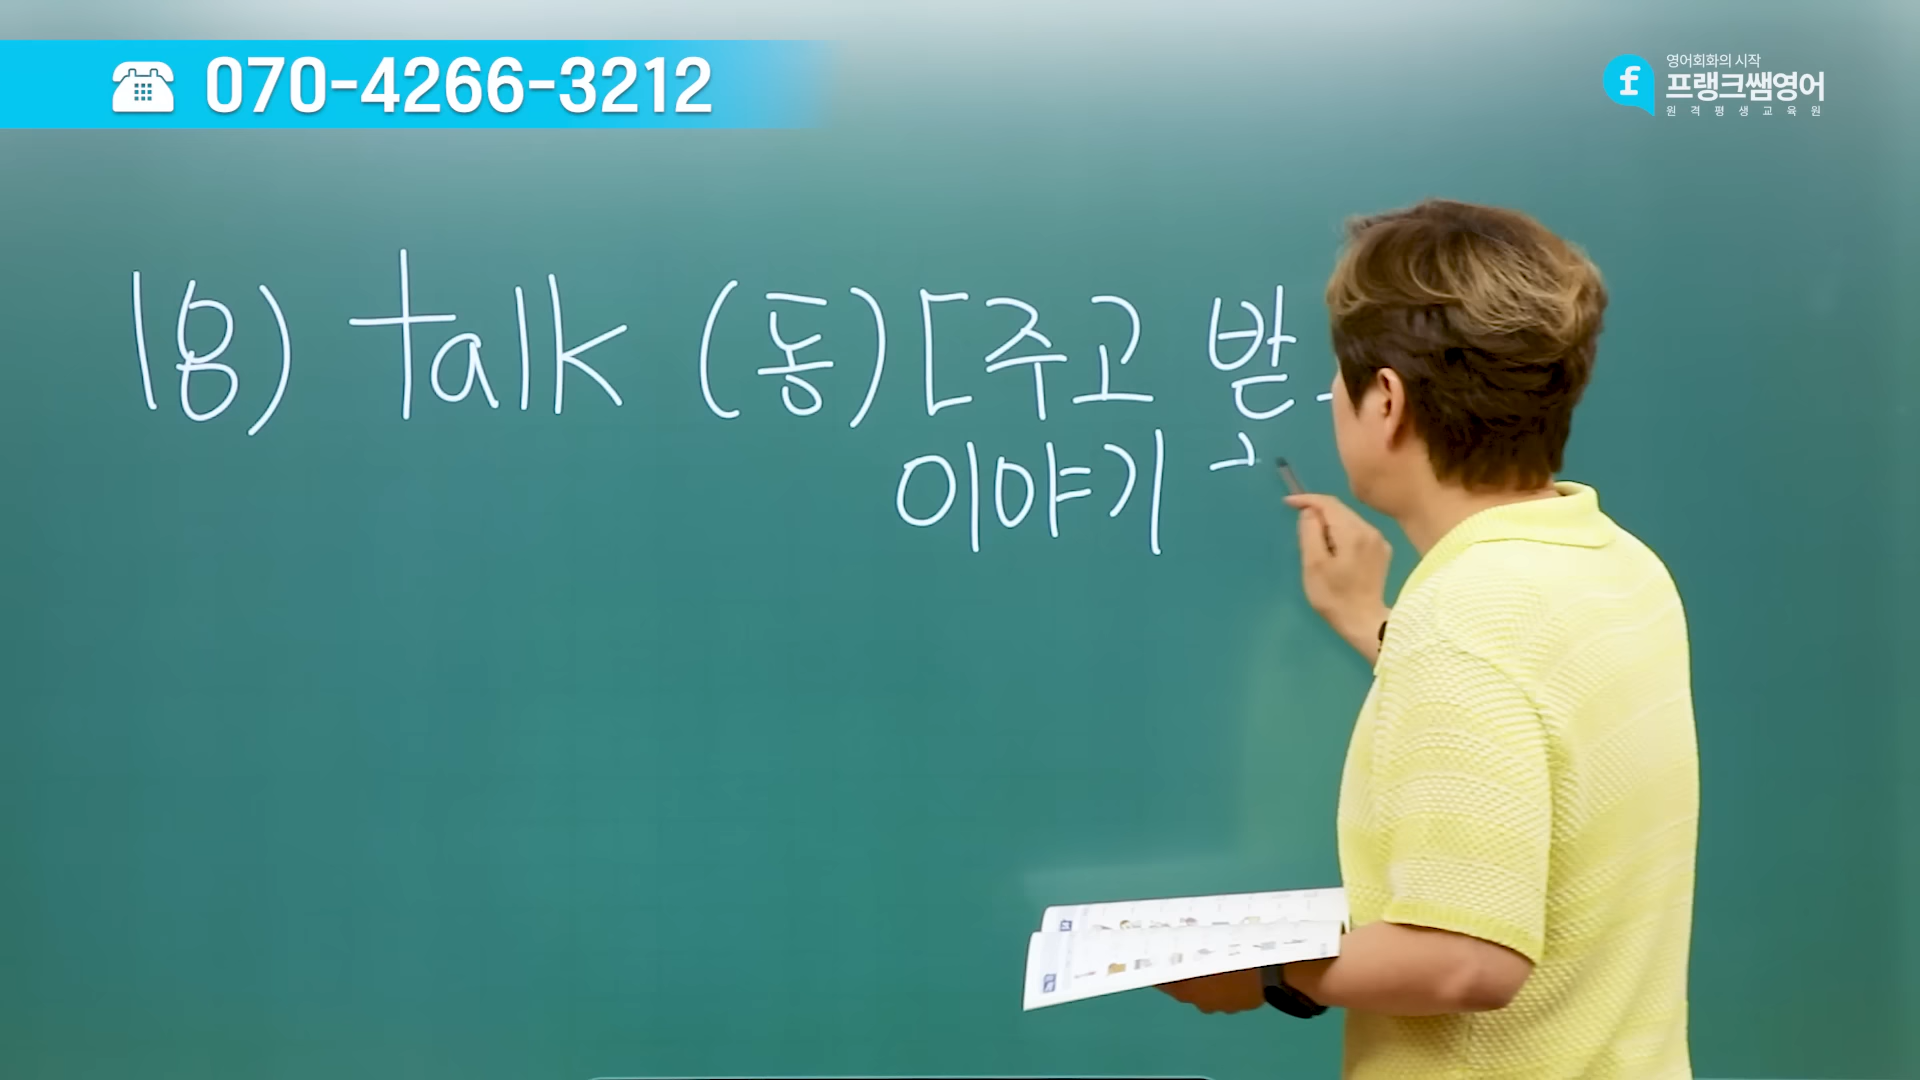 070-4266-3212
영어회화의 시작
프랭크쌤영어
원격평생교육원
18) talk (동) [주고 받
이야기